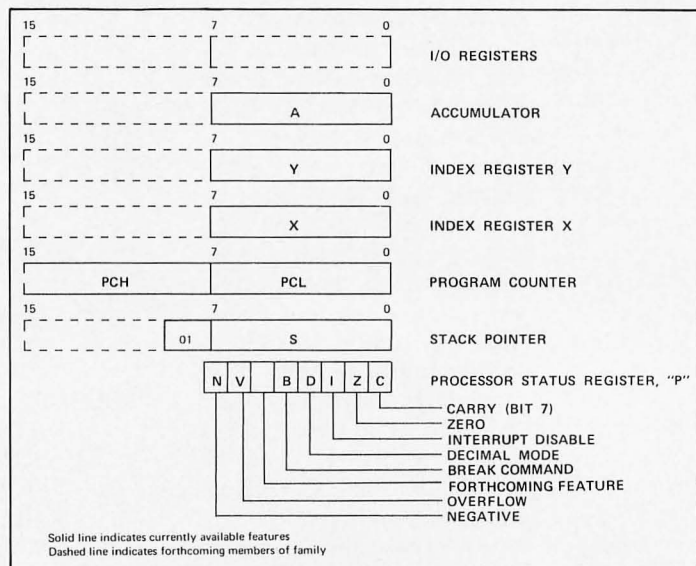 15 7 0
I/O REGISTERS
15 7 0
A ACCUMULATOR
15 7 0
Y INDEX REGISTER Y
15 7 0
X INDEX REGISTER X
15 7 0
PCH PCL PROGRAM COUNTER
15 7 0
01 S STACK POINTER
N V B D I Z C PROCESSOR STATUS REGISTER, "P"
CARRY (BIT 7)
ZERO
INTERRUPT DISABLE
DECIMAL MODE
BREAK COMMAND
FORTHCOMING FEATURE
OVERFLOW
NEGATIVE
Solid line indicates currently available features
Dashed line indicates forthcoming members of family